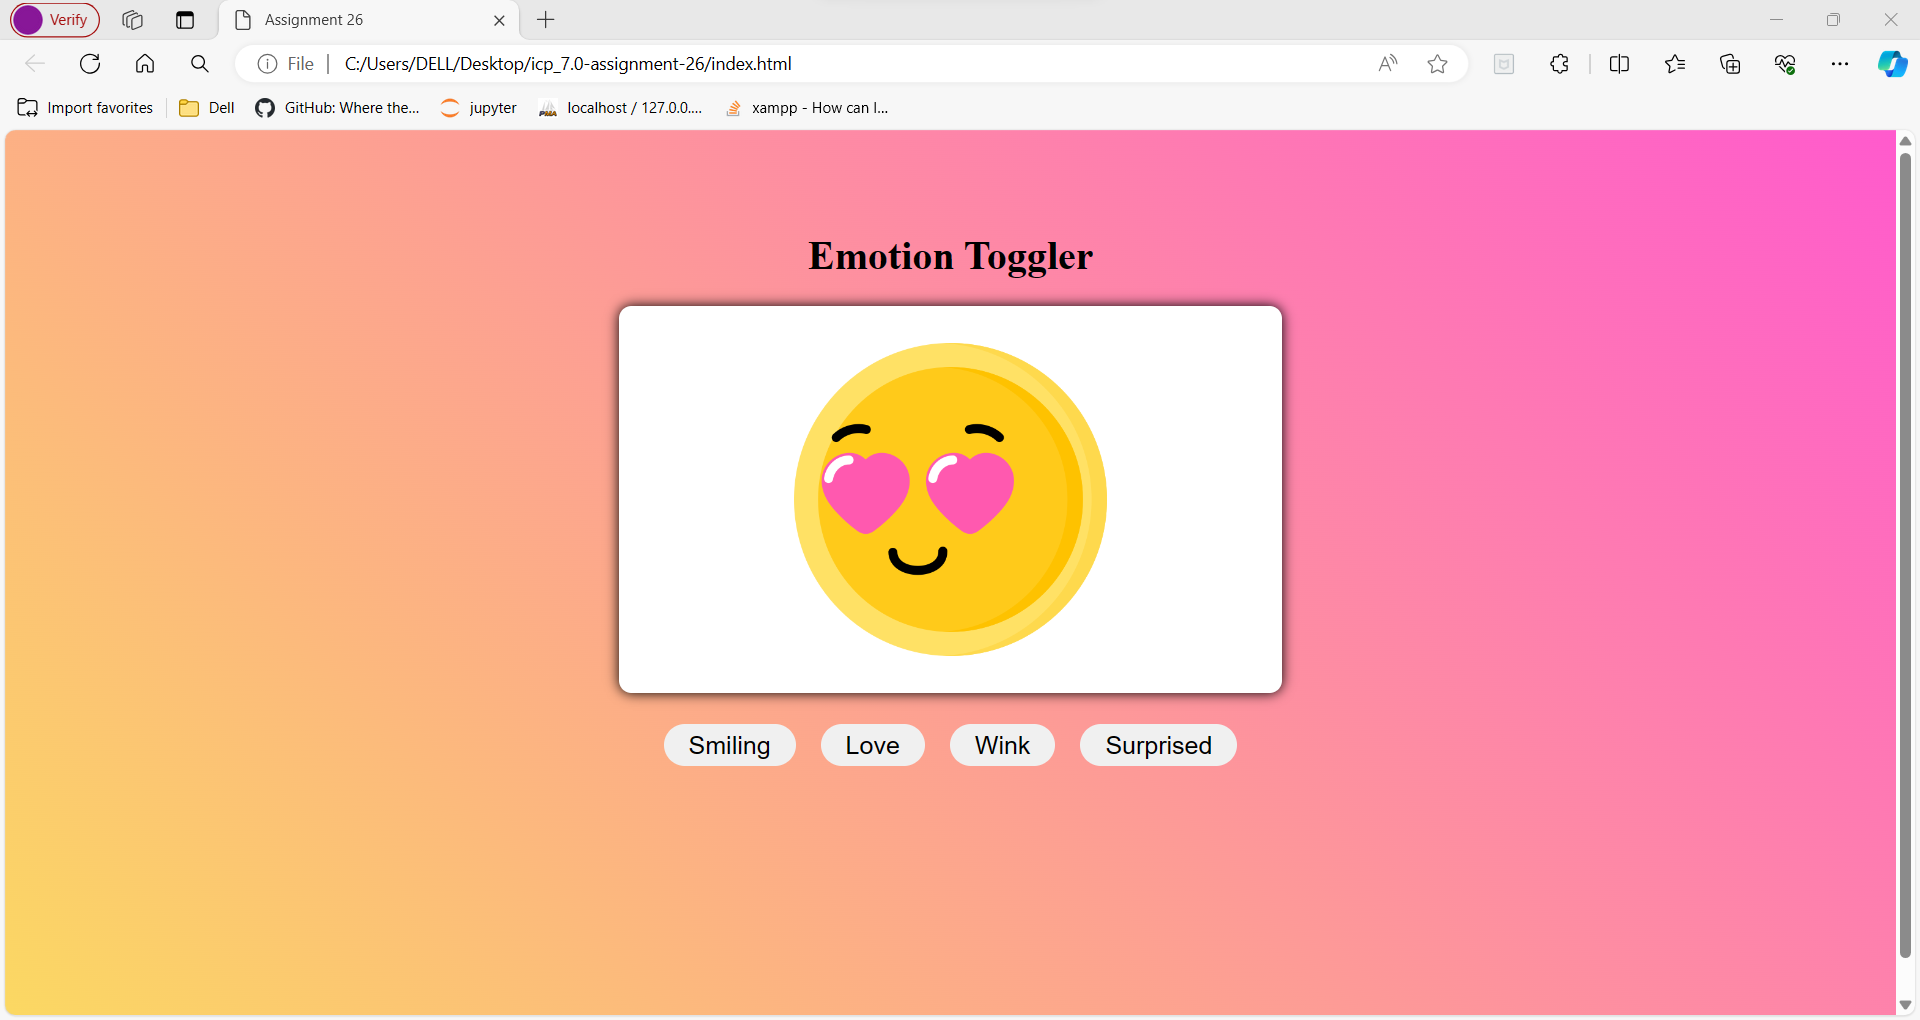 Verify
Assignment 26
File
C:/Users/DELL/Desktop/icp_7.0-assignment-26/index.html
Import favorites
Dell
GitHub: Where the...
jupyter
PMA
localhost / 127.0.0....
xampp - How can I...
Emotion Toggler
Smiling
Love
Wink
Surprised